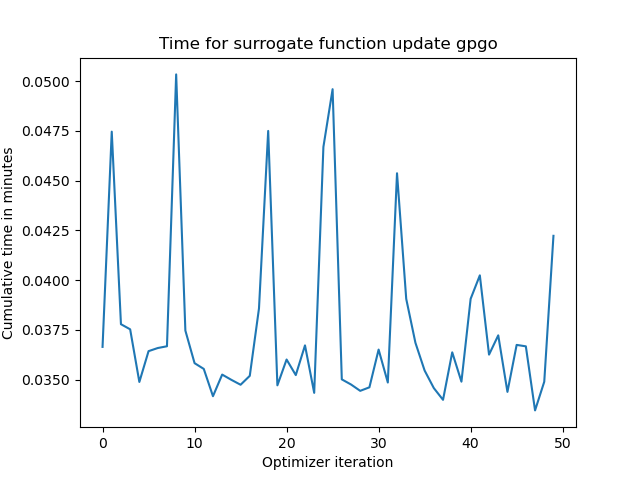 Time for surrogate function update gpgo
0.0500
0.0475
0.0450
0.0425
0.0400
0.0375
0.0350
Cumulative time in minutes
0 10 20 30 40 50
Optimizer iteration